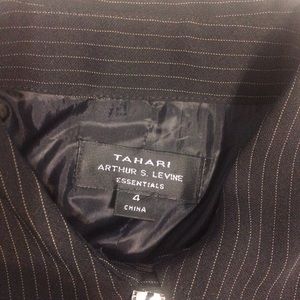 TAHARI
ARTHUR S. LEVINE
ESSENTIALS
4
CHINA